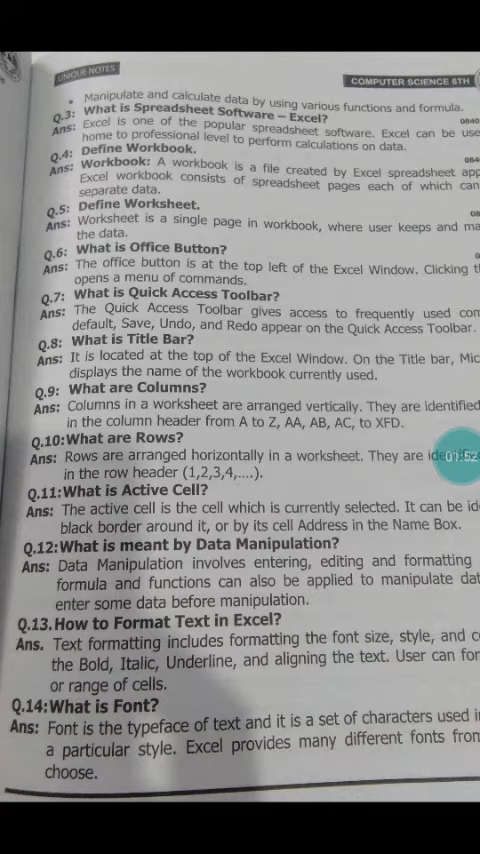 UNIQUE NOTES
COMPUTER SCIENCE 8TH
• Manipulate and calculate data by using various functions and formula.
Q.3: What is Spreadsheet Software – Excel?
Ans: Excel is one of the popular spreadsheet software. Excel can be use
home to professional level to perform calculations on data.
Q.4: Define Workbook.
Ans: Workbook: A workbook is a file created by Excel spreadsheet app
Excel workbook consists of spreadsheet pages each of which can
separate data.
Q.5: Define Worksheet.
Ans: Worksheet is a single page in workbook, where user keeps and ma
the data.
Q.6: What is Office Button?
Ans: The office button is at the top left of the Excel Window. Clicking t
opens a menu of commands.
Q.7: What is Quick Access Toolbar?
Ans: The Quick Access Toolbar gives access to frequently used com
default, Save, Undo, and Redo appear on the Quick Access Toolbar.
Q.8: What is Title Bar?
Ans: It is located at the top of the Excel Window. On the Title bar, Mic
displays the name of the workbook currently used.
Q.9: What are Columns?
Ans: Columns in a worksheet are arranged vertically. They are identified
in the column header from A to Z, AA, AB, AC, to XFD.
Q.10: What are Rows?
Ans: Rows are arranged horizontally in a worksheet. They are
01:52
in the row header (1,2,3,4,....).
Q.11: What is Active Cell?
Ans: The active cell is the cell which is currently selected. It can be id
black border around it, or by its cell Address in the Name Box.
Q.12: What is meant by Data Manipulation?
Ans: Data Manipulation involves entering, editing and formatting
formula and functions can also be applied to manipulate dat
enter some data before manipulation.
Q.13. How to Format Text in Excel?
Ans. Text formatting includes formatting the font size, style, and c
the Bold, Italic, Underline, and aligning the text. User can for
or range of cells.
Q.14: What is Font?
Ans: Font is the typeface of text and it is a set of characters used i
a particular style. Excel provides many different fonts from
choose.